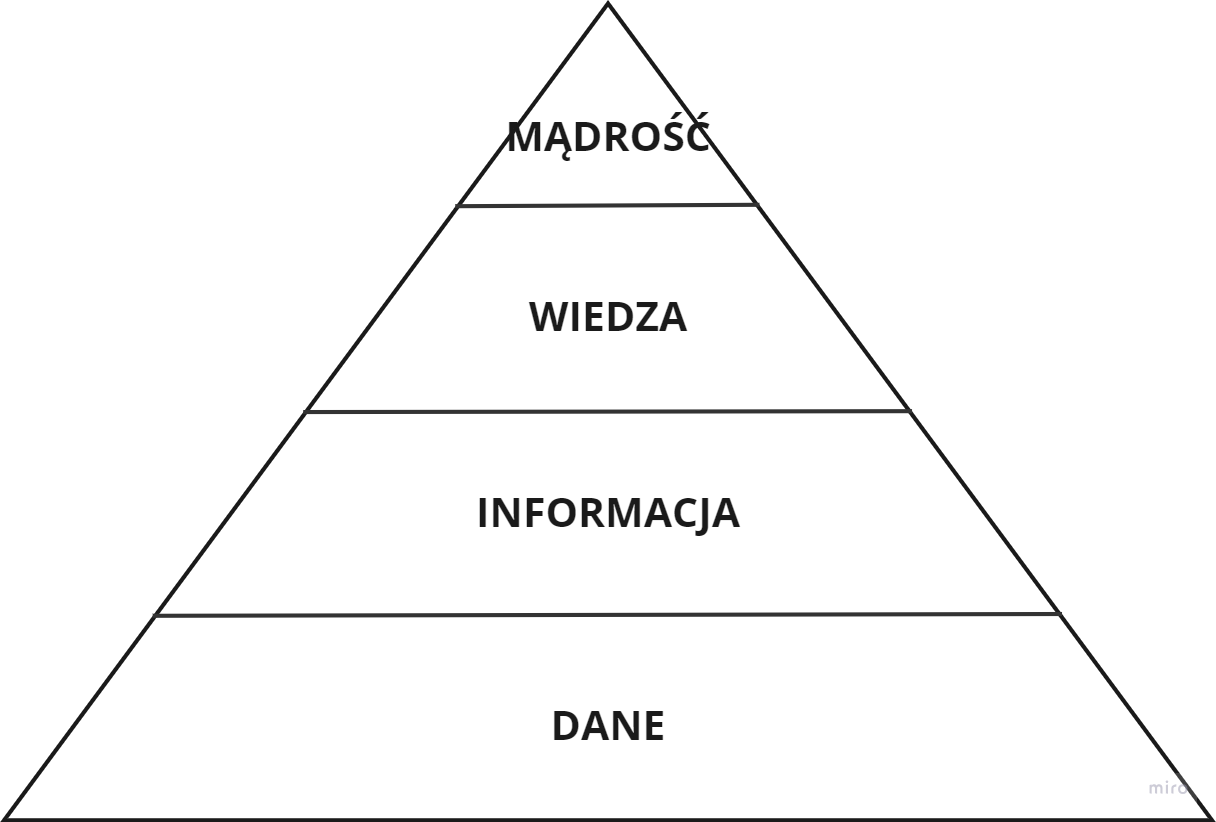 MĄDROŚĆ
WIEDZA
INFORMACJA
DANE
miro